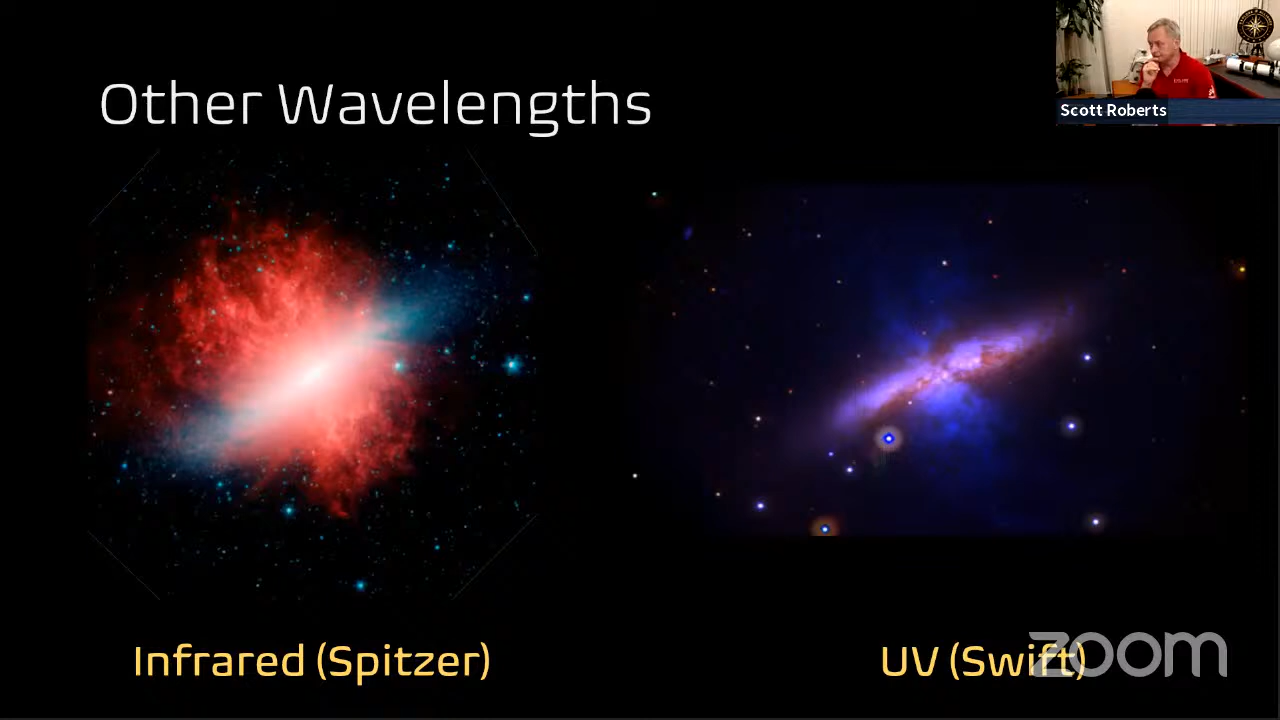 Other Wavelengths
Scott Roberts
Infrared (Spitzer)
UV (Swift)
zoom